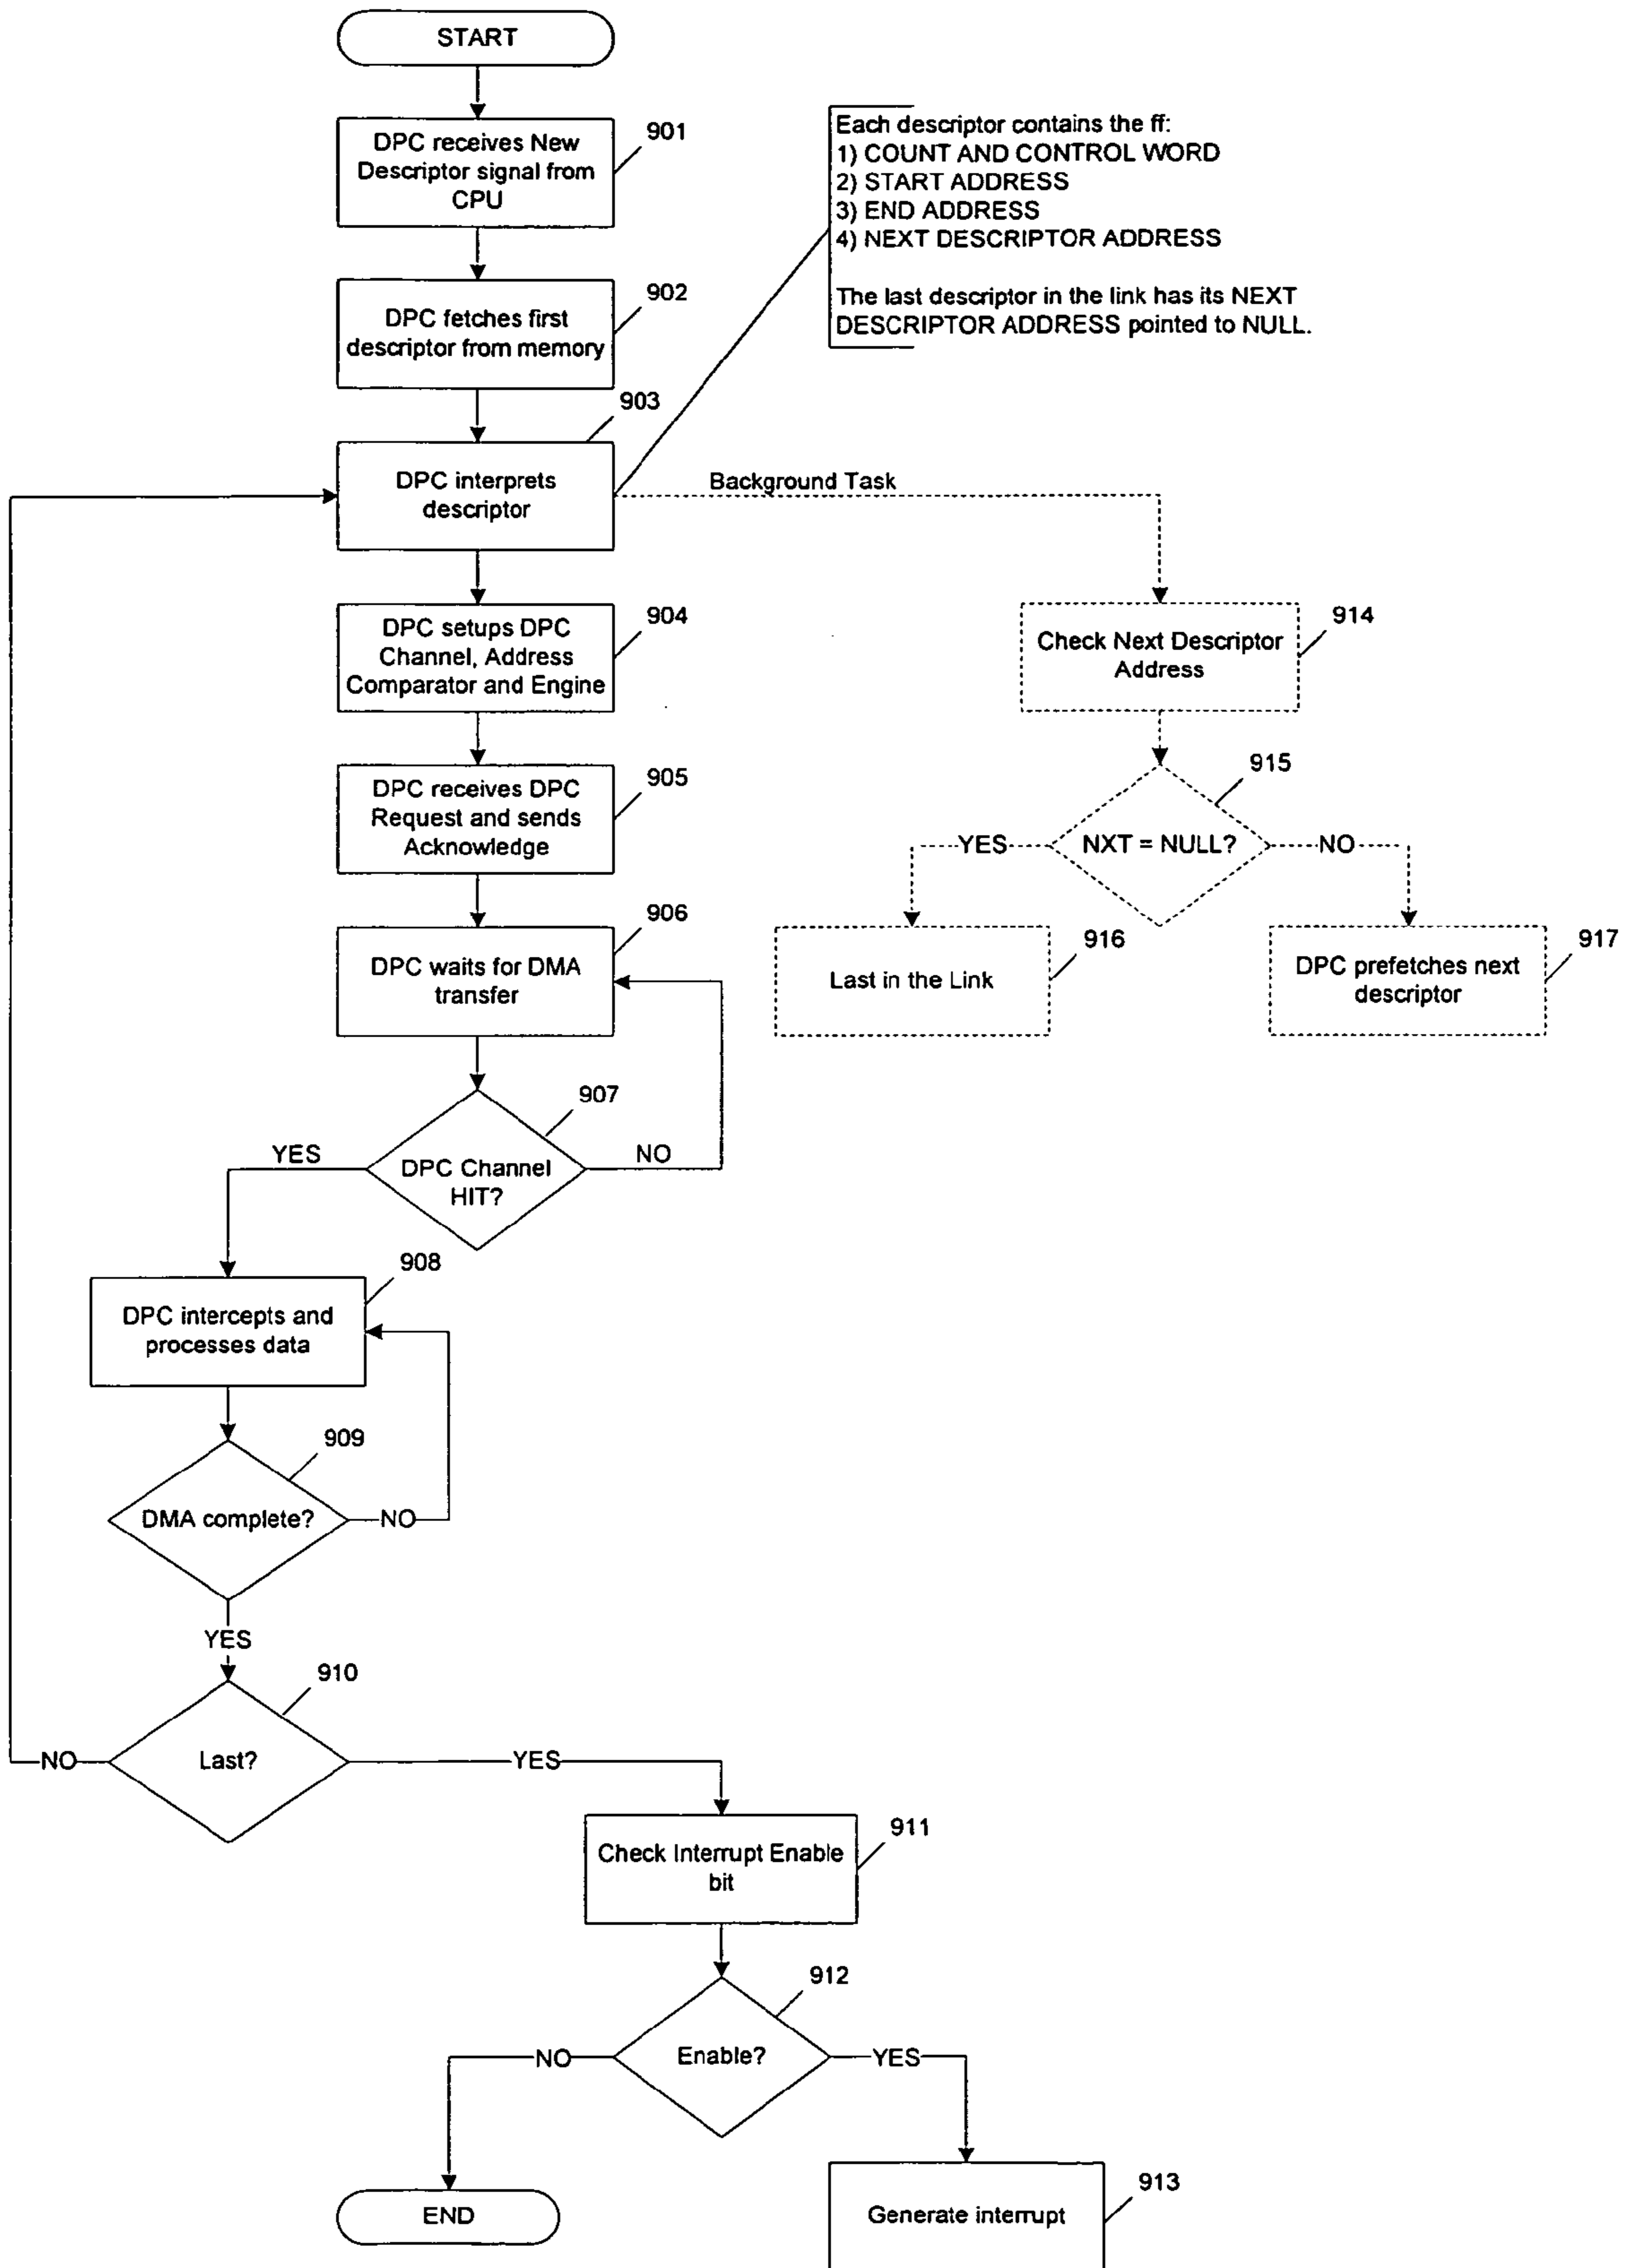 START
DPC receives New
Descriptor signal from
CPU
901
Each descriptor contains the ff:
1) COUNT AND CONTROL WORD
2) START ADDRESS
3) END ADDRESS
4) NEXT DESCRIPTOR ADDRESS
The last descriptor in the link has its NEXT
DESCRIPTOR ADDRESS pointed to NULL.
DPC fetches first
descriptor from memory
902
903
DPC interprets
descriptor
Background Task
DPC setups DPC
Channel, Address
Comparator and Engine
904
Check Next Descriptor
Address
914
DPC receives DPC
Request and sends
Acknowledge
905
915
NXT = NULL?
YES
NO
DPC waits for DMA
transfer
906
Last in the Link
916
DPC prefetches next
descriptor
917
907
DPC Channel
HIT?
YES
NO
908
DPC intercepts and
processes data
909
DMA complete?
NO
YES
910
Last?
NO
YES
Check Interrupt Enable
bit
911
912
Enable?
NO
YES
END
Generate interrupt
913